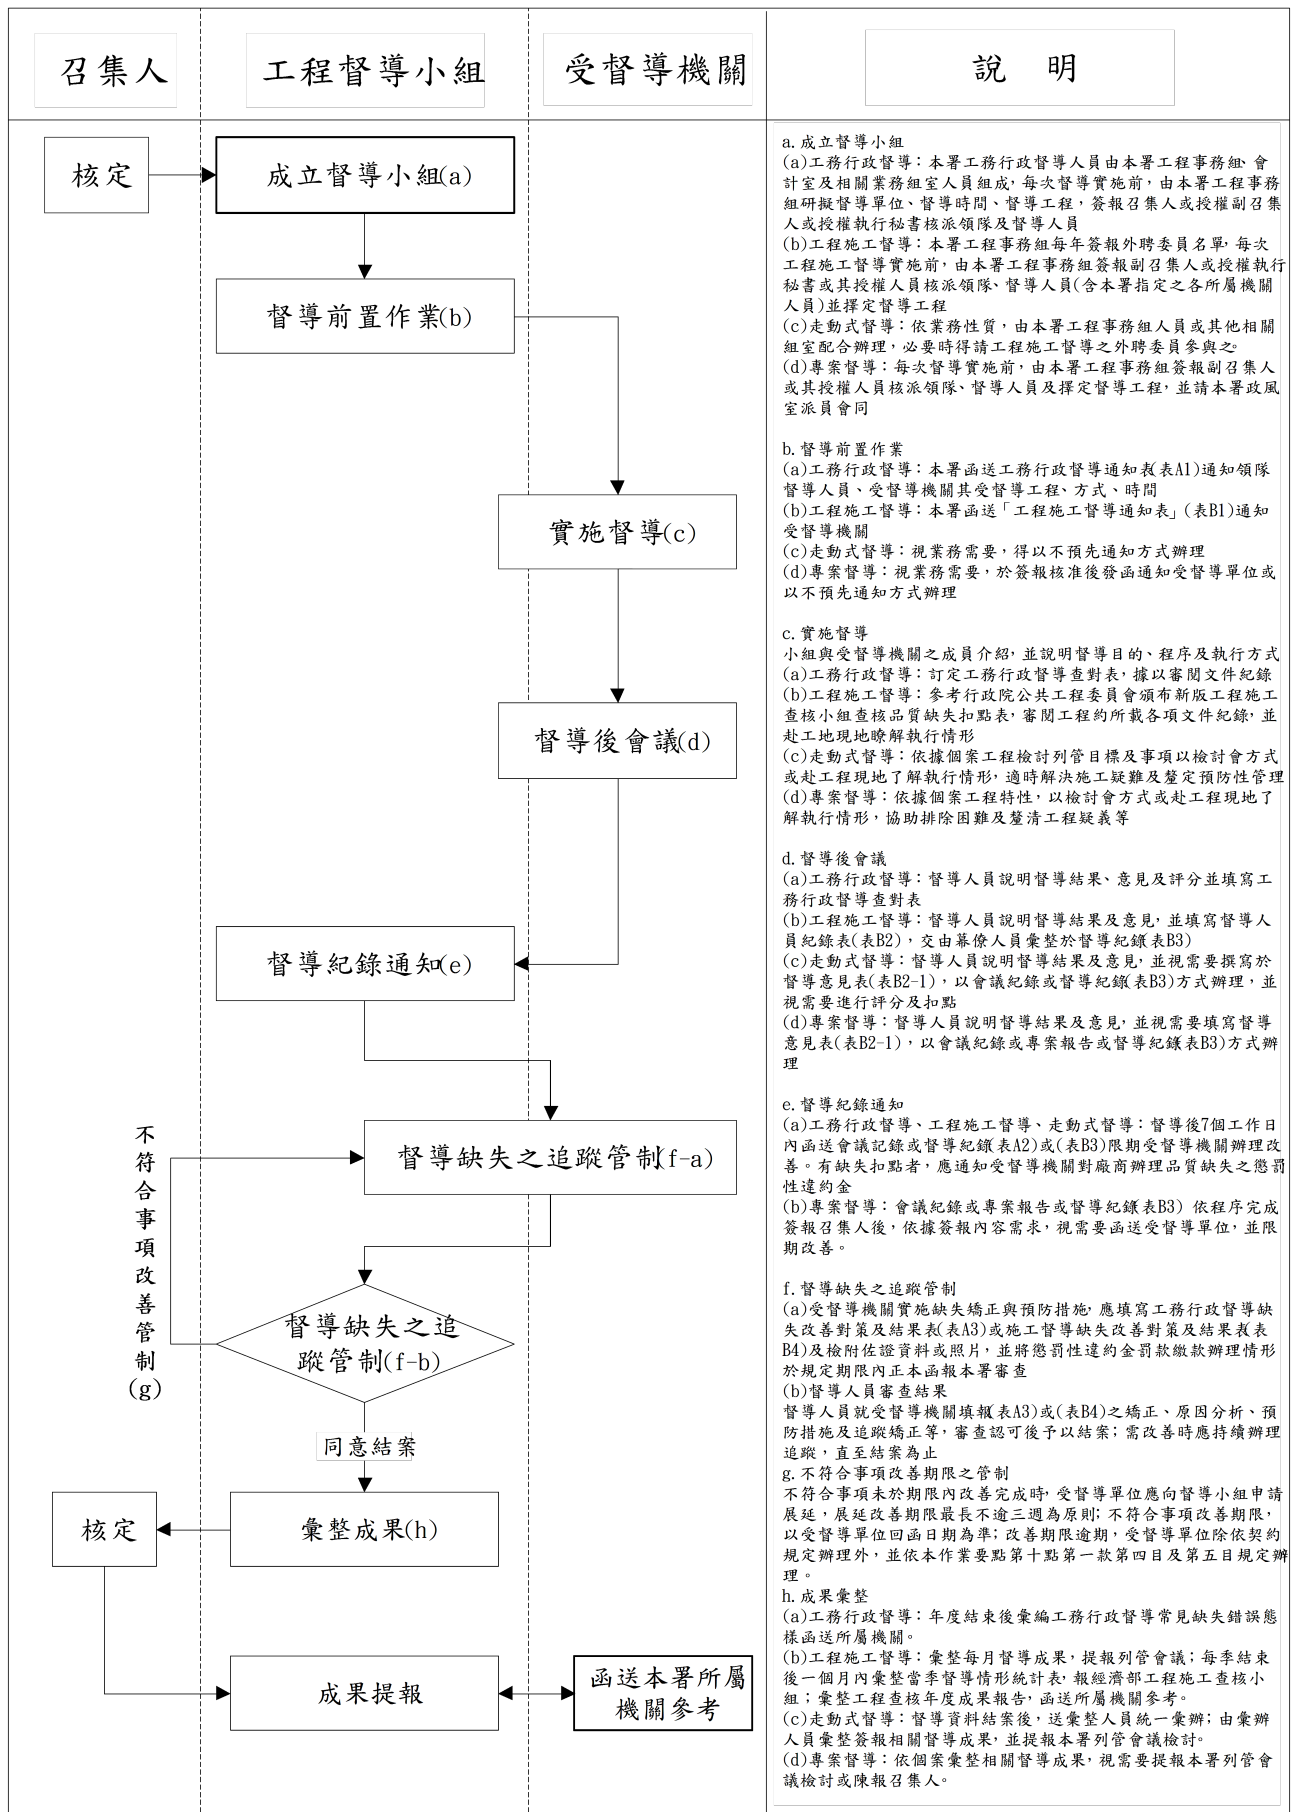 召集人
工程督導小組
受督導機關
說　明
核定
成立督導小組(a)
督導前置作業(b)
實施督導(c)
督導後會議(d)
督導紀錄通知(e)
督導缺失之追蹤管制(f-a)
不符合事項改善管制(g)
督導缺失之追
蹤管制(f-b)
同意結案
核定
彙整成果(h)
成果提報
函送本署所屬
機關參考
a.成立督導小組
(a)工務行政督導：本署工務行政督導人員由本署工程事務組、會
計室及相關業務組室人員組成，每次督導實施前，由本署工程事務
組研擬督導單位、督導時間、督導工程，簽報召集人或授權副召集
人或授權執行秘書核派領隊及督導人員
(b)工程施工督導：本署工程事務組每年簽報外聘委員名單，每次
工程施工督導實施前，由本署工程事務組簽報副召集人或授權執行
秘書或其授權人員核派領隊、督導人員(含本署指定之各所屬機關
人員)並擇定督導工程
(c)走動式督導：依業務性質，由本署工程事務組人員或其他相關
組室配合辦理，必要時得請工程施工督導之外聘委員參與之。
(d)專案督導：每次督導實施前，由本署工程事務組簽報副召集人
或其授權人員核派領隊、督導人員及擇定督導工程，並請本署政風
室派員會同
b.督導前置作業
(a)工務行政督導：本署函送工務行政督導通知表(表A1)通知領隊
督導人員、受督導機關其受督導工程、方式、時間
(b)工程施工督導：本署函送「工程施工督導通知表」(表B1)通知
受督導機關
(c)走動式督導：視業務需要，得以不預先通知方式辦理
(d)專案督導：視業務需要，於簽報核准後發函通知受督導單位或
以不預先通知方式辦理
c.實施督導
小組與受督導機關之成員介紹，並說明督導目的、程序及執行方式
(a)工務行政督導：訂定工務行政督導查對表，據以審閱文件紀錄
(b)工程施工督導：參考行政院公共工程委員會頒布新版工程施工
查核小組查核品質缺失扣點表，審閱工程約所載各項文件紀錄，並
赴工地現地瞭解執行情形
(c)走動式督導：依據個案工程檢討列管目標及事項以檢討會方式
或赴工程現地了解執行情形，適時解決施工疑難及釐定預防性管理
(d)專案督導：依據個案工程特性，以檢討會方式或赴工程現地了
解執行情形，協助排除困難及釐清工程疑義等
d.督導後會議
(a)工務行政督導：督導人員說明督導結果、意見及評分並填寫工
務行政督導查對表
(b)工程施工督導：督導人員說明督導結果及意見，並填寫督導人
員紀錄表(表B2)，交由幕僚人員彙整於督導紀錄(表B3)
(c)走動式督導：督導人員說明督導結果及意見，並視需要撰寫於
督導意見表(表B2-1)，以會議紀錄或督導紀錄(表B3)方式辦理，並
視需要進行評分及扣點
(d)專案督導：督導人員說明督導結果及意見，並視需要填寫督導
意見表(表B2-1)，以會議紀錄或專案報告或督導紀錄(表B3)方式辦
理
e.督導紀錄通知
(a)工務行政督導、工程施工督導、走動式督導：督導後7個工作日
內函送會議記錄或督導紀錄(表A2)或(表B3)限期受督導機關辦理改
善。有缺失扣點者，應通知受督導機關對廠商辦理品質缺失之懲罰
性違約金
(b)專案督導：會議紀錄或專案報告或督導紀錄(表B3) 依程序完成
簽報召集人後，依據簽報內容需求，視需要函送受督導單位，並限
期改善。
f.督導缺失之追蹤管制
(a)受督導機關實施缺失矯正與預防措施，應填寫工務行政督導缺
失改善對策及結果表(表A3)或施工督導缺失改善對策及結果表(表
B4)及檢附佐證資料或照片，並將懲罰性違約金罰款繳款辦理情形
於規定期限內正本函報本署審查
(b)督導人員審查結果
督導人員就受督導機關填報(表A3)或(表B4)之矯正、原因分析、預
防措施及追蹤矯正等，審查認可後予以結案；需改善時應持續辦理
追蹤，直至結案為止
g.不符合事項改善期限之管制
不符合事項未於期限內改善完成時，受督導單位應向督導小組申請
展延，展延改善期限最長不逾三週為原則；不符合事項改善期限，
以受督導單位回函日期為準；改善期限逾期，受督導單位除依契約
規定辦理外，並依本作業要點第十點第一款第四目及第五目規定辦
理。
h.成果彙整
(a)工務行政督導：年度結束後彙編工務行政督導常見缺失錯誤態
樣函送所屬機關。
(b)工程施工督導：彙整每月督導成果，提報列管會議；每季結束
後一個月內彙整當季督導情形統計表，報經濟部工程施工查核小
組；彙整工程查核年度成果報告，函送所屬機關參考。
(c)走動式督導：督導資料結案後，送彙整人員統一彙辦；由彙辦
人員彙整簽報相關督導成果，並提報本署列管會議檢討。
(d)專案督導：依個案彙整相關督導成果，視需要提報本署列管會
議檢討或陳報召集人。